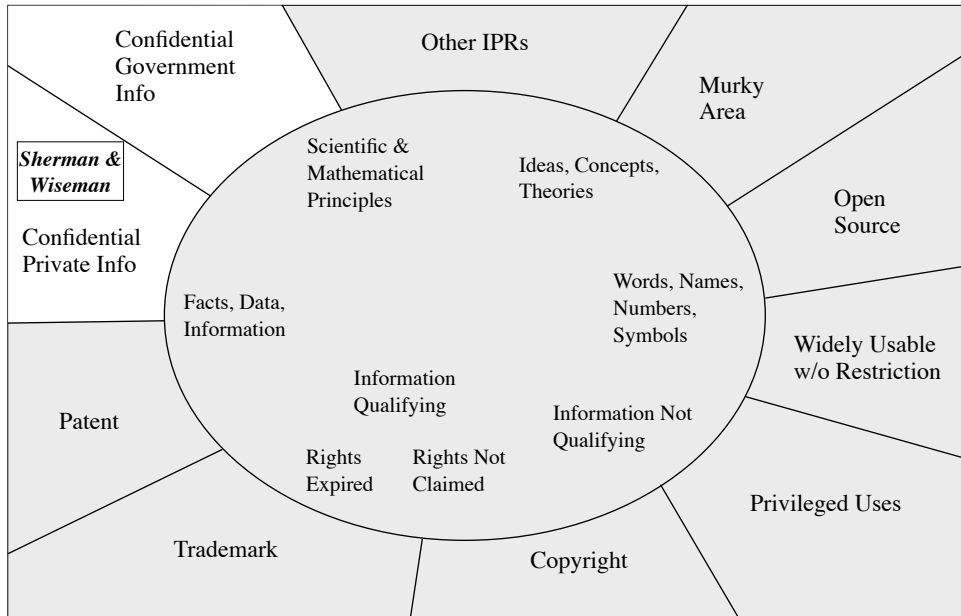 Confidential
Government
Info
Other IPRs
Murky
Area
Sherman &
Wiseman
Confidential
Private Info
Open
Source
Widely Usable
w/o Restriction
Privileged Uses
Copyright
Trademark
Patent
Scientific &
Mathematical
Principles
Ideas, Concepts,
Theories
Facts, Data,
Information
Words, Names,
Numbers,
Symbols
Information
Qualifying
Information Not
Qualifying
Rights
Expired
Rights Not
Claimed